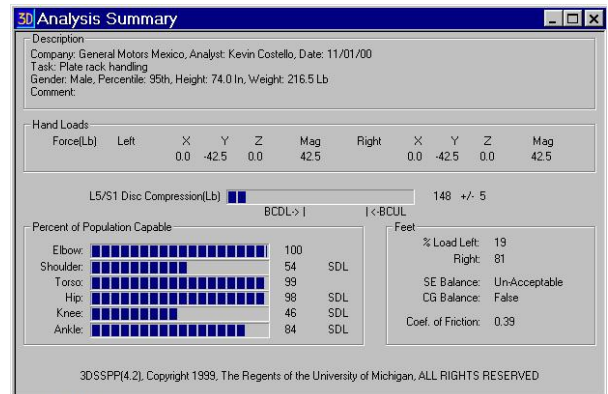 3D Analysis Summary
Description
Company: General Motors Mexico, Analyst: Kevin Costello, Date: 11/01/00
Task: Plate rack handling
Gender: Male, Percentile: 95th, Height: 74.0 In, Weight: 216.5 Lb
Comment:
Hand Loads
Force(Lb) Left X Y Z Mag Right X Y Z Mag
0.0 -42.5 0.0 42.5 0.0 -42.5 0.0 42.5
L5/S1 Disc Compression(Lb) 148 +/- 5
BCDL-> | |<-BCUL
Percent of Population Capable
Elbow: 100
Shoulder: 54 SDL
Torso: 99
Hip: 98 SDL
Knee: 46 SDL
Ankle: 84 SDL
Feet
% Load Left: 19
Right: 81
SE Balance: Un-Acceptable
CG Balance: False
Coef. of Friction: 0.39
3DSSPP(4.2), Copyright 1999, The Regents of the University of Michigan, ALL RIGHTS RESERVED